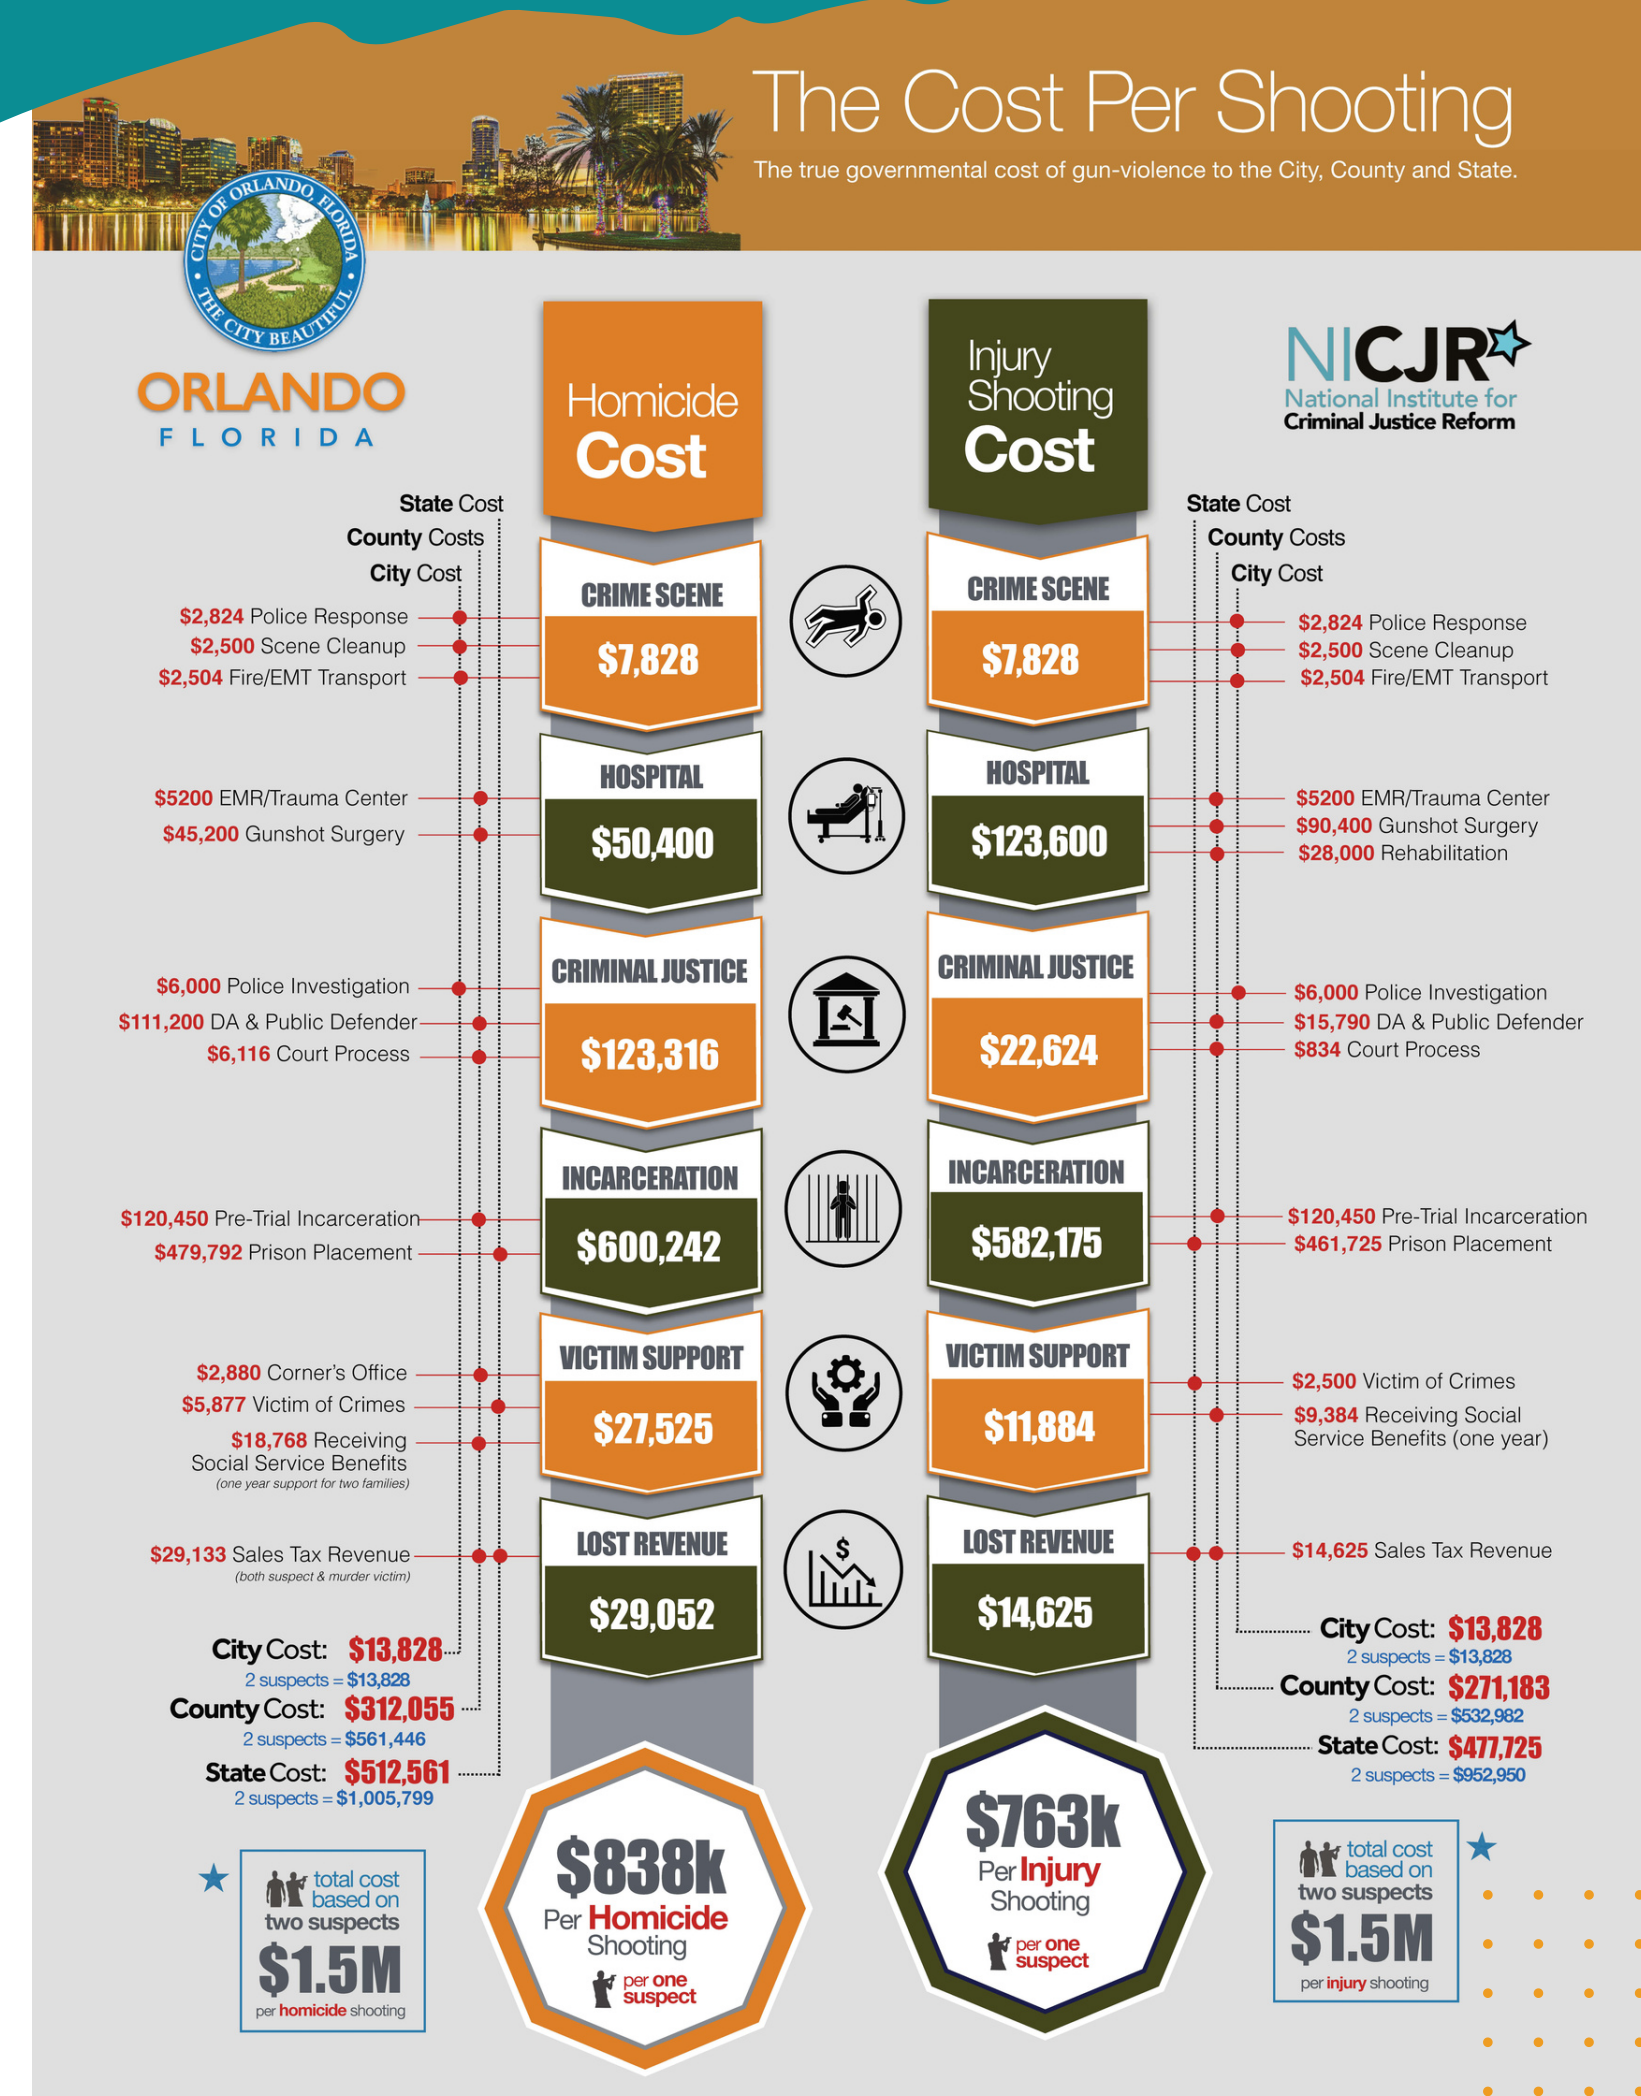 The Cost Per Shooting
The true governmental cost of gun-violence to the City, County and State.
CITY OF ORLANDO, FLORIDA
THE CITY BEAUTIFUL
ORLANDO
FLORIDA
Homicide
Cost
Injury
Shooting
Cost
NICJR
National Institute for
Criminal Justice Reform
State Cost
County Costs
City Cost
$2,824 Police Response
$2,500 Scene Cleanup
$2,504 Fire/EMT Transport
CRIME SCENE
$7,828
CRIME SCENE
$7,828
State Cost
County Costs
City Cost
$2,824 Police Response
$2,500 Scene Cleanup
$2,504 Fire/EMT Transport
$5200 EMR/Trauma Center
$45,200 Gunshot Surgery
HOSPITAL
$50,400
HOSPITAL
$123,600
$5200 EMR/Trauma Center
$90,400 Gunshot Surgery
$28,000 Rehabilitation
$6,000 Police Investigation
$111,200 DA & Public Defender
$6,116 Court Process
CRIMINAL JUSTICE
$123,316
CRIMINAL JUSTICE
$22,624
$6,000 Police Investigation
$15,790 DA & Public Defender
$834 Court Process
$120,450 Pre-Trial Incarceration
$479,792 Prison Placement
INCARCERATION
$600,242
INCARCERATION
$582,175
$120,450 Pre-Trial Incarceration
$461,725 Prison Placement
$2,880 Corner's Office
$5,877 Victim of Crimes
$18,768 Receiving
Social Service Benefits
(one year support for two families)
VICTIM SUPPORT
$27,525
VICTIM SUPPORT
$11,884
$2,500 Victim of Crimes
$9,384 Receiving Social
Service Benefits (one year)
$29,133 Sales Tax Revenue
(both suspect & murder victim)
LOST REVENUE
$29,052
$
LOST REVENUE
$14,625
$14,625 Sales Tax Revenue
City Cost: $13,828
2 suspects = $13,828
County Cost: $312,055
2 suspects = $561,446
State Cost: $512,561
2 suspects = $1,005,799
City Cost: $13,828
2 suspects = $13,828
County Cost: $271,183
2 suspects = $532,982
State Cost: $477,725
2 suspects = $952,950
total cost
based on
two suspects
$1.5M
per homicide shooting
$838k
Per Homicide
Shooting
per one
suspect
$763k
Per Injury
Shooting
per one
suspect
total cost
based on
two suspects
$1.5M
per injury shooting